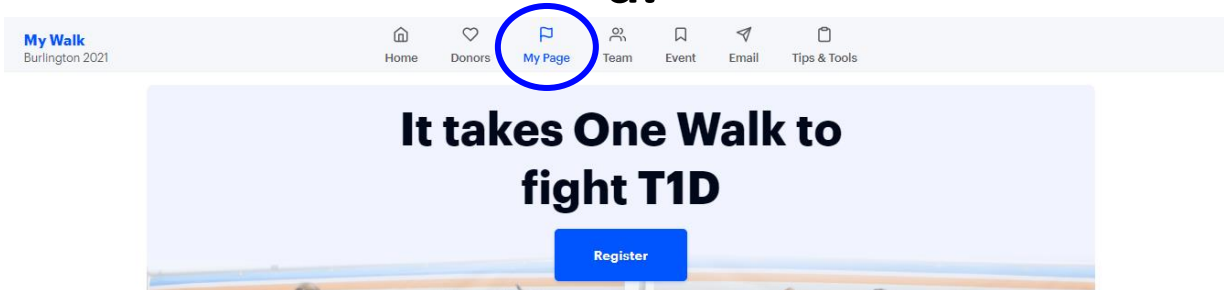 My Walk
Burlington 2021
Home Donors My Page Team Event Email Tips & Tools
It takes One Walk to
fight T1D
Register